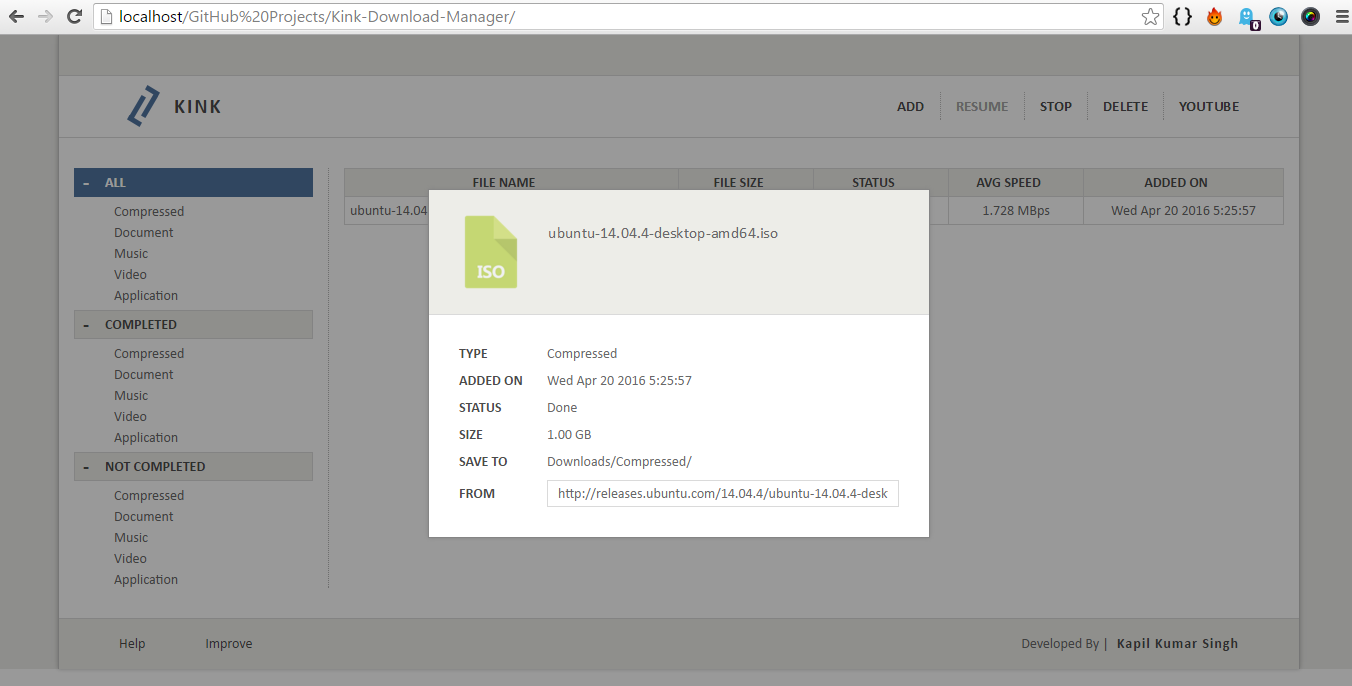 localhost/GitHub%20Projects/Kink-Download-Manager/
0
KINK
ADD RESUME STOP DELETE YOUTUBE
- ALL
Compressed
Document
Music
Video
Application
- COMPLETED
Compressed
Document
Music
Video
Application
- NOT COMPLETED
Compressed
Document
Music
Video
Application
FILE NAME FILE SIZE STATUS AVG SPEED ADDED ON
ubuntu-14.04 1.728 MBps Wed Apr 20 2016 5:25:57
ISO
ubuntu-14.04.4-desktop-amd64.iso
TYPE Compressed
ADDED ON Wed Apr 20 2016 5:25:57
STATUS Done
SIZE 1.00 GB
SAVE TO Downloads/Compressed/
FROM http://releases.ubuntu.com/14.04.4/ubuntu-14.04.4-desk
Help Improve Developed By | Kapil Kumar Singh